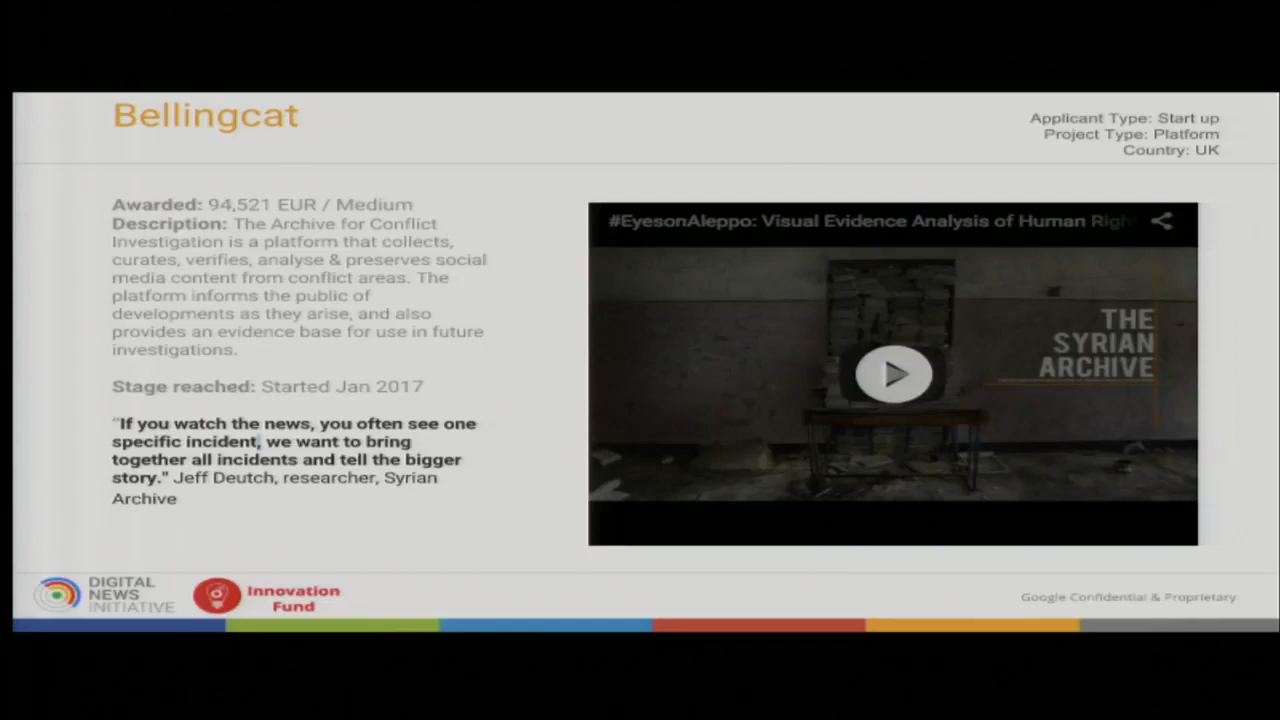 Bellingcat
Applicant Type: Start up
Project Type: Platform
Country: UK
Awarded: 94,521 EUR / Medium
Description: The Archive for Conflict
Investigation is a platform that collects,
curates, verifies, analyse & preserves social
media content from conflict areas. The
platform informs the public of
developments as they arise, and also
provides an evidence base for use in future
investigations.
Stage reached: Started Jan 2017
"If you watch the news, you often see one
specific incident, we want to bring
together all incidents and tell the bigger
story." Jeff Deutch, researcher, Syrian
Archive
#EyesonAleppo: Visual Evidence Analysis of Human Righ
THE
SYRIAN
ARCHIVE
DIGITAL
NEWS
INITIATIVE
Innovation
Fund
Google Confidential & Proprietary